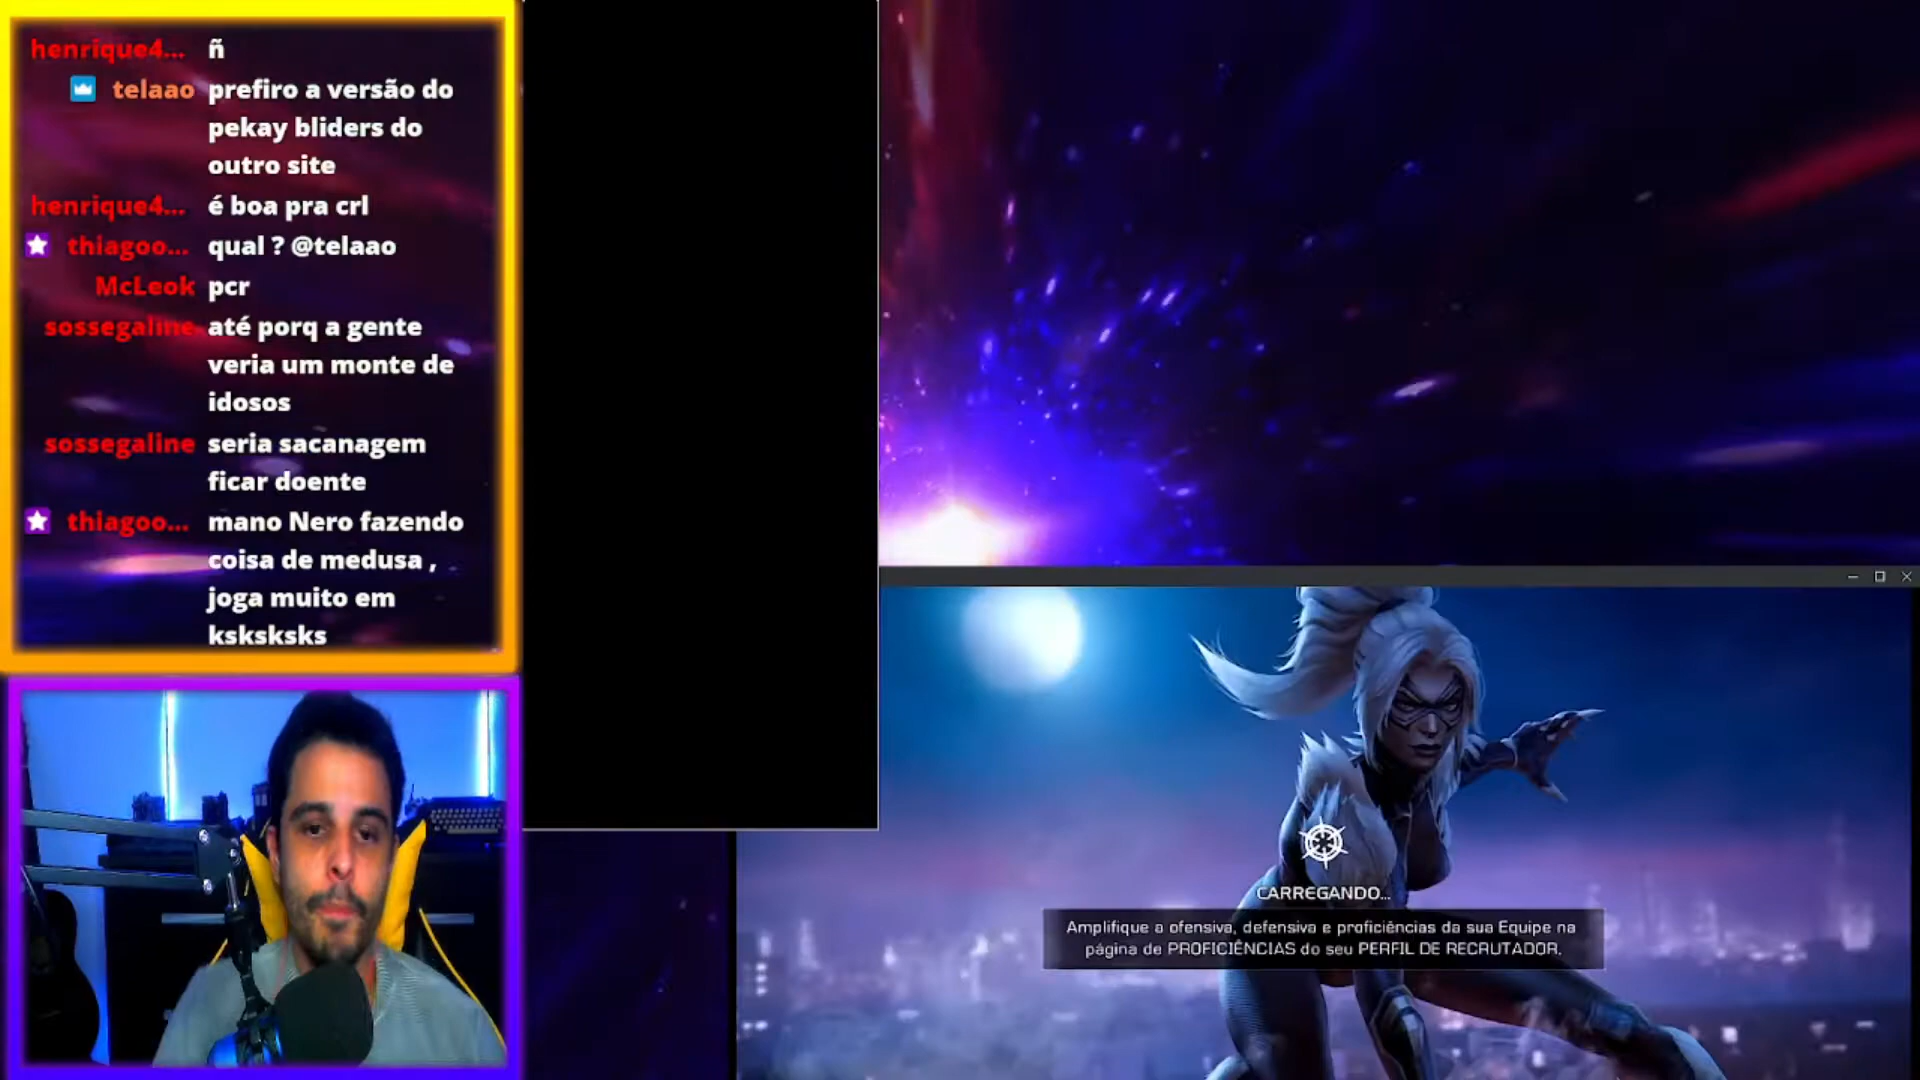 henrique4... ñ
telaao prefiro a versão do
pekay bliders do
outro site
henrique4... é boa pra crl
thiagoo... qual ? @telaao
McLeok pcr
sossegaline até porq a gente
veria um monte de
idosos
sossegaline seria sacanagem
ficar doente
thiagoo... mano Nero fazendo
coisa de medusa ,
joga muito em
ksksksks
CARREGANDO...
Amplifique a ofensiva, defensiva e proficiências da sua Equipe na
página de PROFICIÊNCIAS do seu PERFIL DE RECRUTADOR.